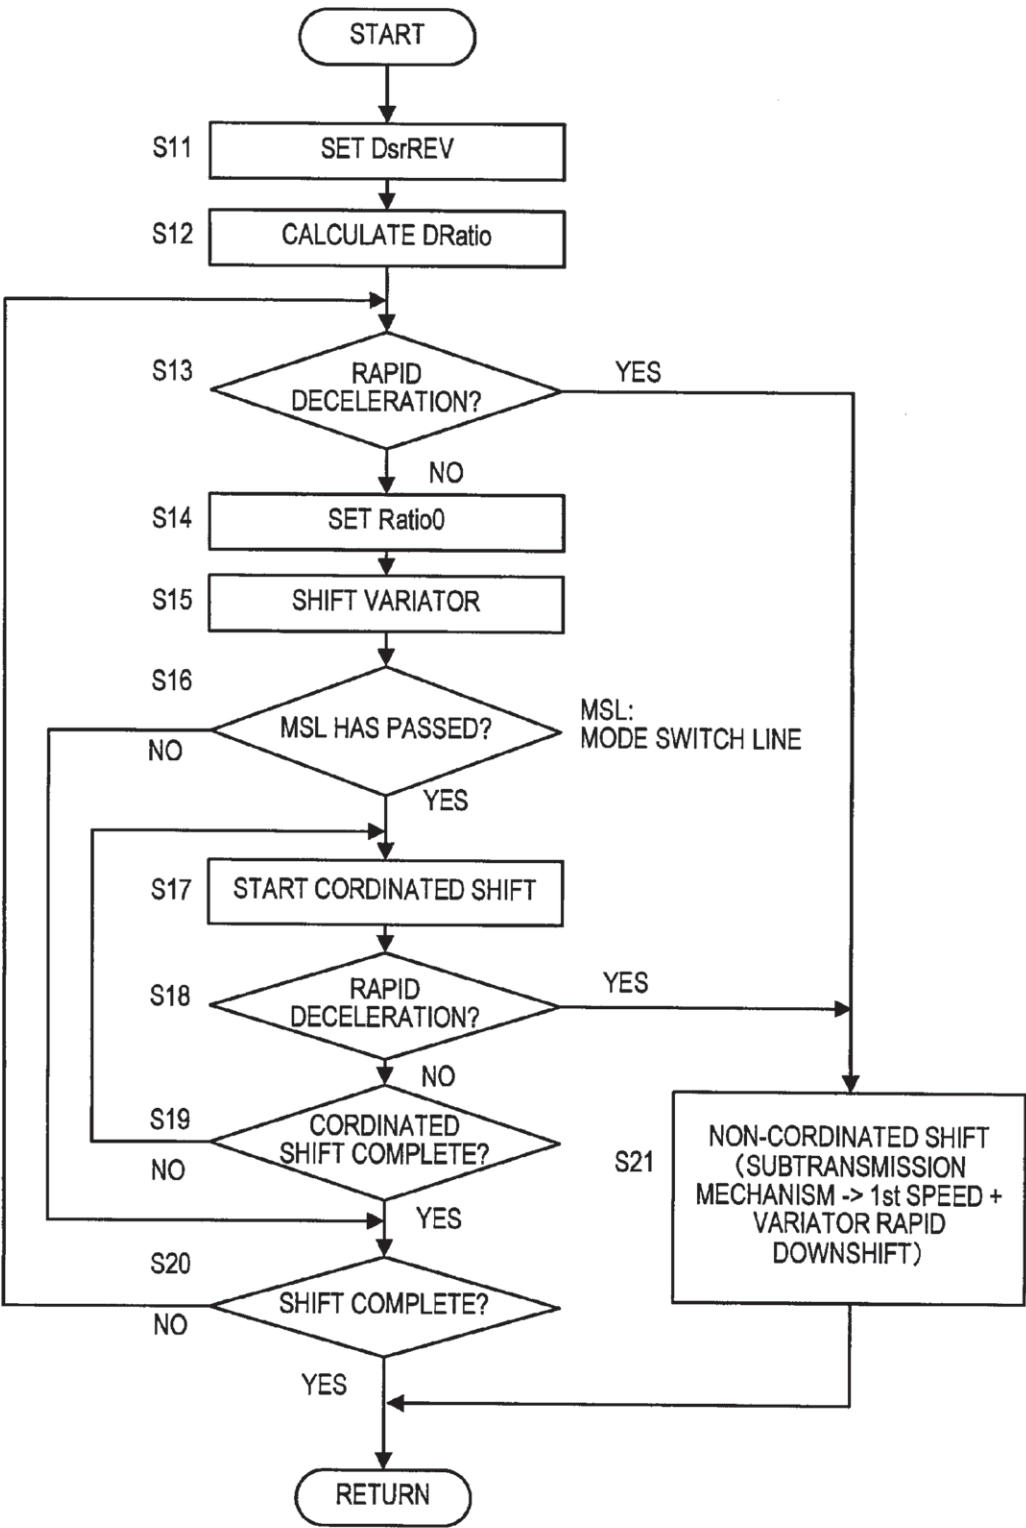 START
S11
SET DsrREV
S12
CALCULATE DRatio
S13
RAPID
DECELERATION?
YES
NO
S14
SET Ratio0
S15
SHIFT VARIATOR
S16
MSL HAS PASSED?
MSL:
MODE SWITCH LINE
NO
YES
S17
START CORDINATED SHIFT
S18
RAPID
DECELERATION?
YES
NO
S19
CORDINATED
SHIFT COMPLETE?
NO
YES
S21
NON-CORDINATED SHIFT
(SUBTRANSMISSION
MECHANISM -> 1st SPEED +
VARIATOR RAPID
DOWNSHIFT)
S20
SHIFT COMPLETE?
NO
YES
RETURN